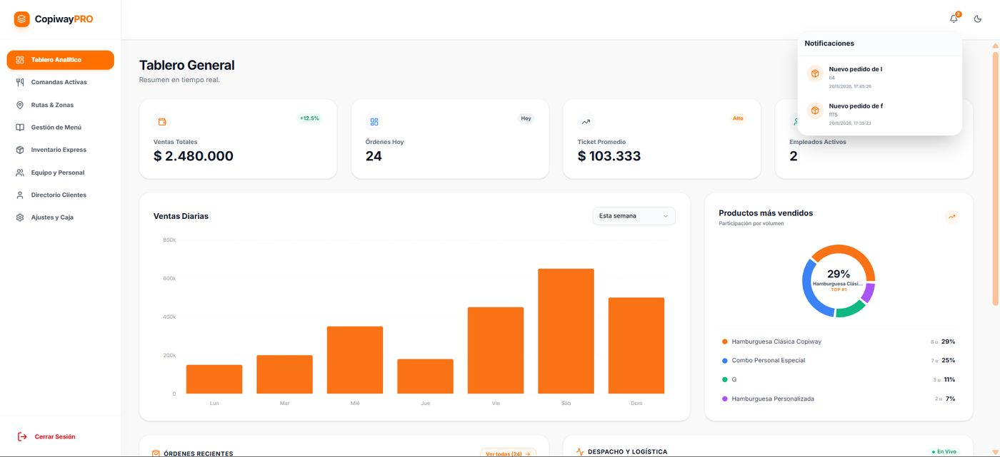 CopiwayPRO
2
Tablero Analítico
Comandas Activas
Rutas & Zonas
Gestión de Menú
Inventario Express
Equipo y Personal
Directorio Clientes
Ajustes y Caja
Cerrar Sesión
Tablero General
Resumen en tiempo real.
Notificaciones
Nuevo pedido de l
ll4
20/6/2026, 17:45:26
Nuevo pedido de f
fff5
20/6/2026, 17:35:23
+12.5%
Ventas Totales
$ 2.480.000
Hoy
Órdenes Hoy
24
Alto
Ticket Promedio
$ 103.333
Empleados Activos
2
Ventas Diarias
Esta semana
800k
600k
400k
200k
0
Lun
Mar
Mié
Jue
Vie
Sáb
Dom
Productos más vendidos
Participación por volumen
29%
Hamburguesa Clási...
TOP #1
Hamburguesa Clásica Copiway 8 u 29%
Combo Personal Especial 7 u 25%
G 3 u 11%
Hamburguesa Personalizada 2 u 7%
ÓRDENES RECIENTES
Ver todas (24) →
DESPACHO Y LOGÍSTICA
En Vivo